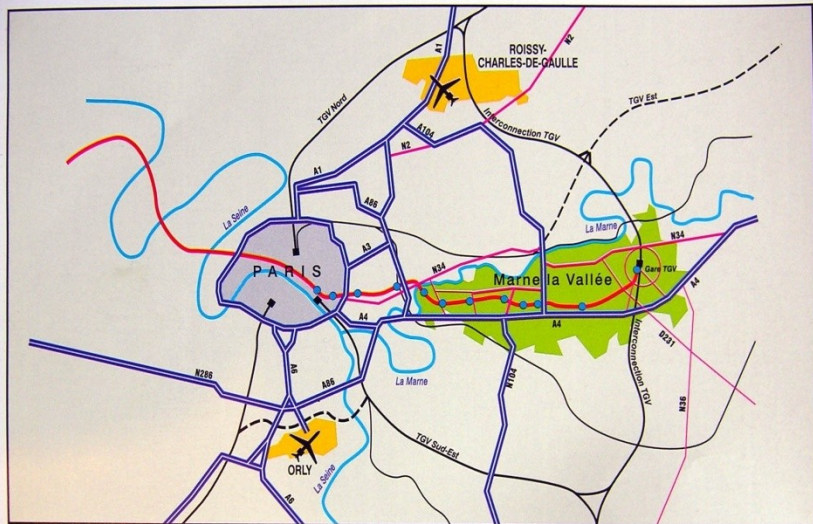 A1
ROISSY-
CHARLES-DE-GAULLE
N2
TGV Nord
Interconnection TGV
TGV Est
A104
N2
A1
A86
La Seine
La Marne
A3
N34
N34
PARIS
Marne la Vallée
Gare TGV
A4
A4
A4
D231
Interconnection TGV
La Marne
A6
N286
A86
N104
N36
TGV Sud-Est
ORLY
La Seine
A6